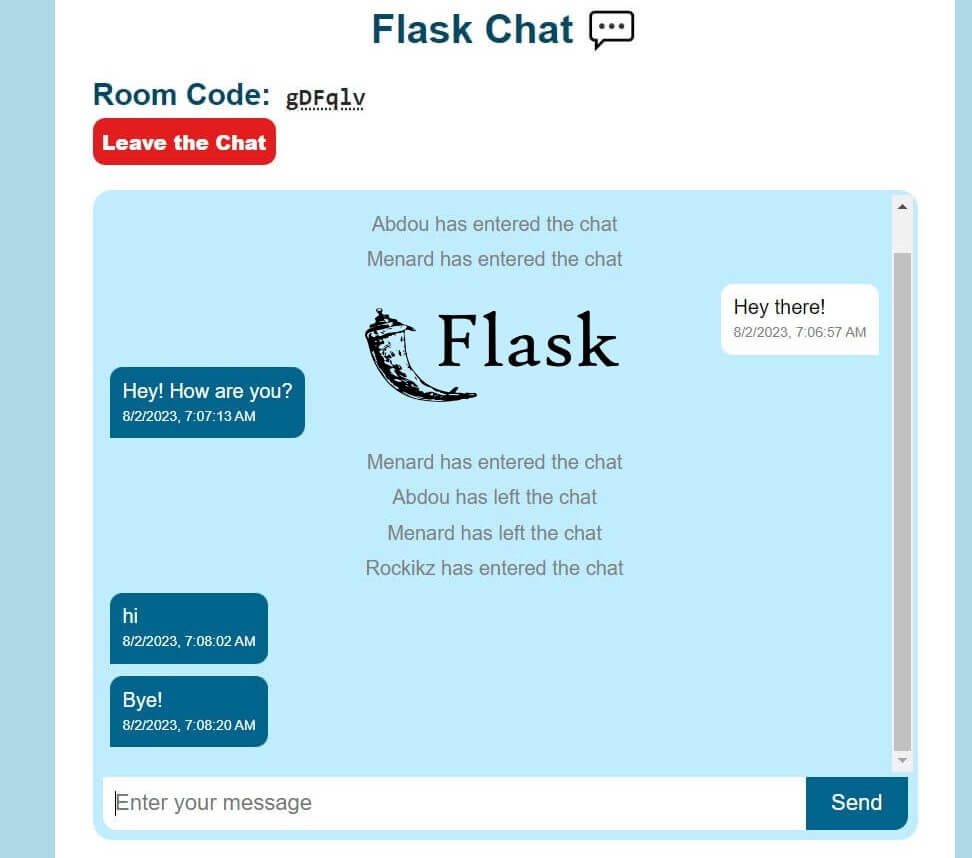 Flask Chat
Room Code: gDFqlv
Leave the Chat
Abdou has entered the chat
Menard has entered the chat
Hey there!
8/2/2023, 7:06:57 AM
Flask
Hey! How are you?
8/2/2023, 7:07:13 AM
Menard has entered the chat
Abdou has left the chat
Menard has left the chat
Rockikz has entered the chat
hi
8/2/2023, 7:08:02 AM
Bye!
8/2/2023, 7:08:20 AM
Enter your message
Send